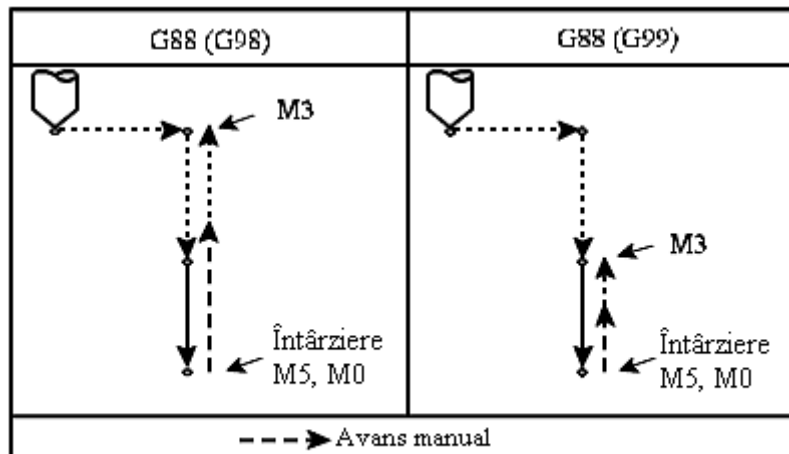 G88 (G98)
G88 (G99)
M3
Întârziere
M5, M0
M3
Întârziere
M5, M0
Avans manual